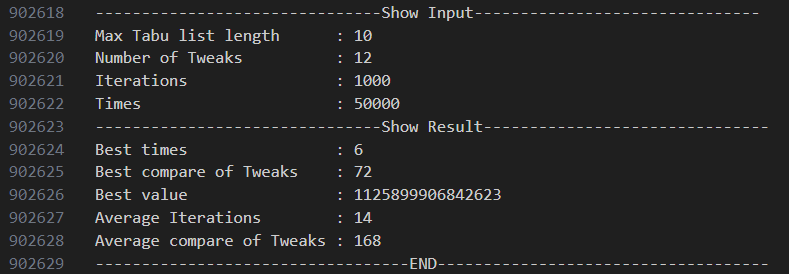 902618 -------------------------------Show Input-------------------------------
902619 Max Tabu list length : 10
902620 Number of Tweaks : 12
902621 Iterations : 1000
902622 Times : 50000
902623 -------------------------------Show Result-------------------------------
902624 Best times : 6
902625 Best compare of Tweaks : 72
902626 Best value : 1125899906842623
902627 Average Iterations : 14
902628 Average compare of Tweaks : 168
902629 ----------------------------------END------------------------------------